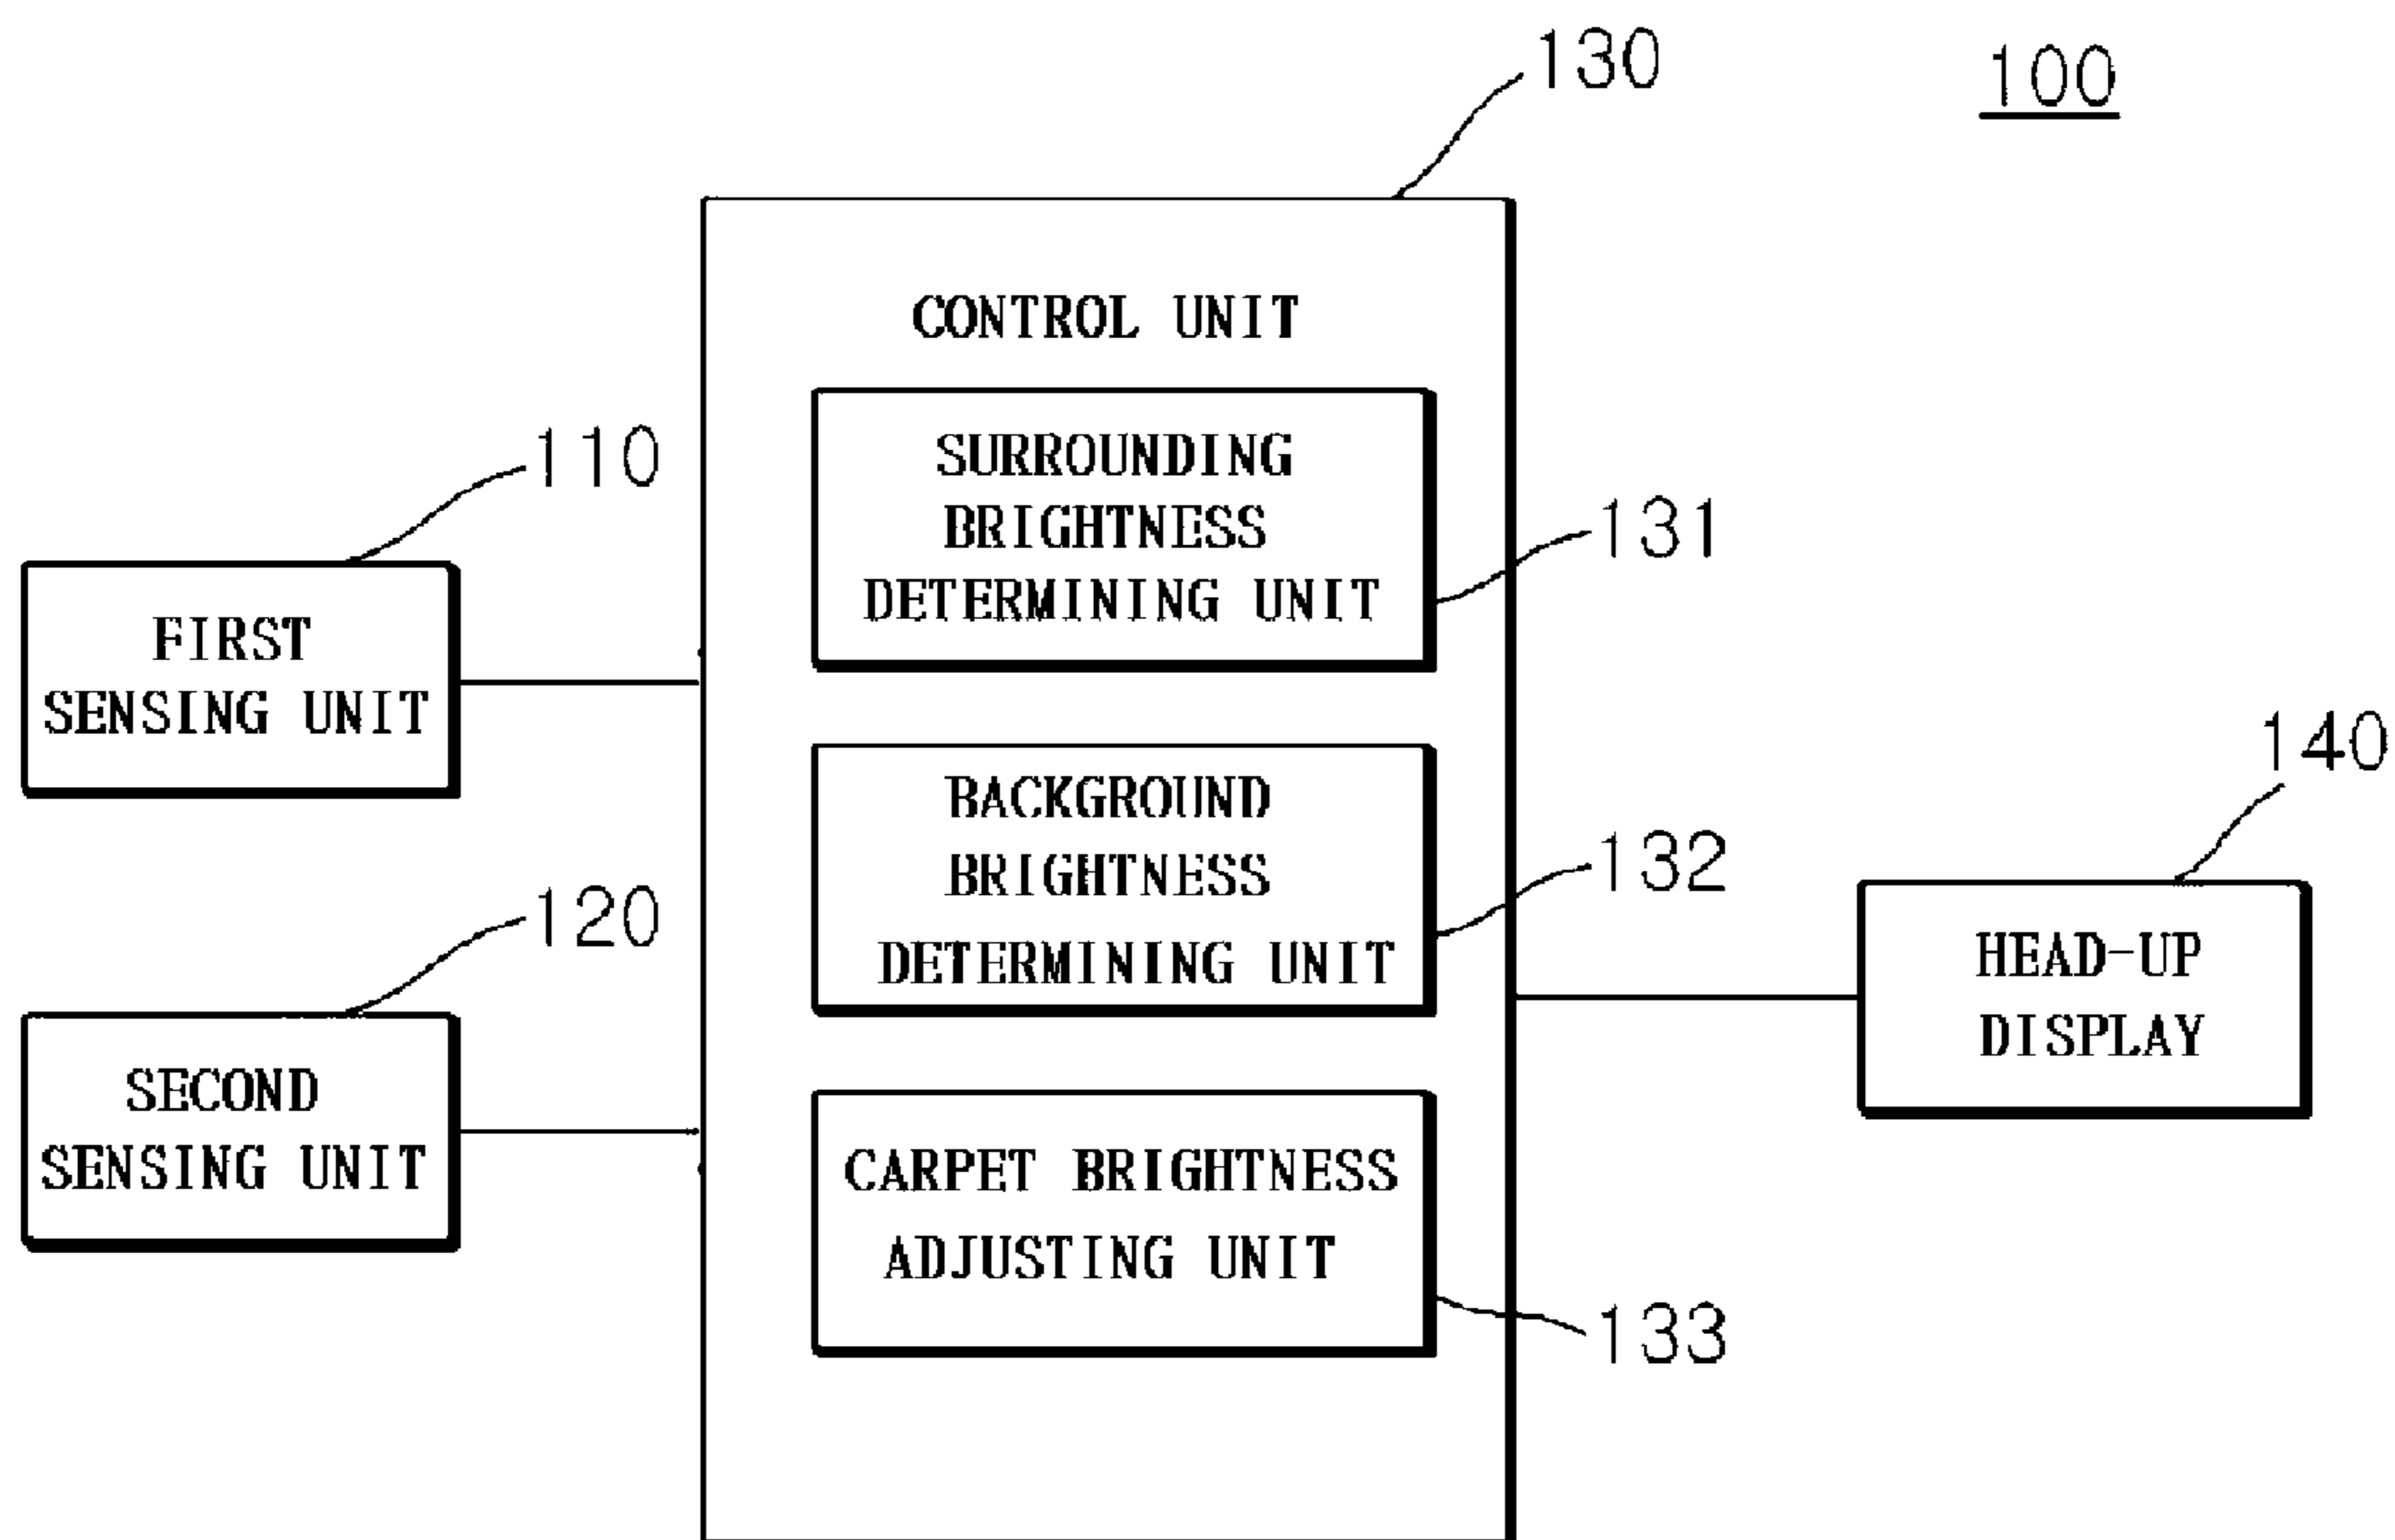 130
100
CONTROL UNIT
110
SURROUNDING
BRIGHTNESS
DETERMINING UNIT
131
FIRST
SENSING UNIT
BACKGROUND
BRIGHTNESS
DETERMINING UNIT
132
140
120
HEAD-UP
DISPLAY
SECOND
SENSING UNIT
CARPET BRIGHTNESS
ADJUSTING UNIT
133